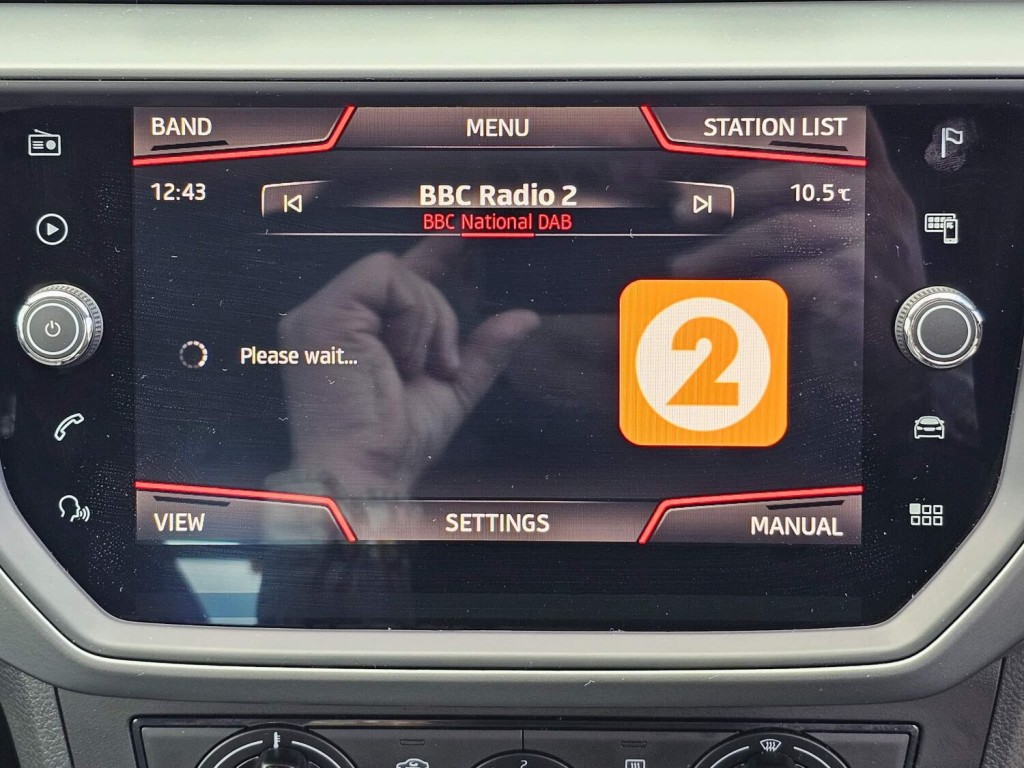 BAND MENU STATION LIST
12:43 BBC Radio 2 10.5°C
BBC National DAB
Please wait...
2
VIEW SETTINGS MANUAL
2